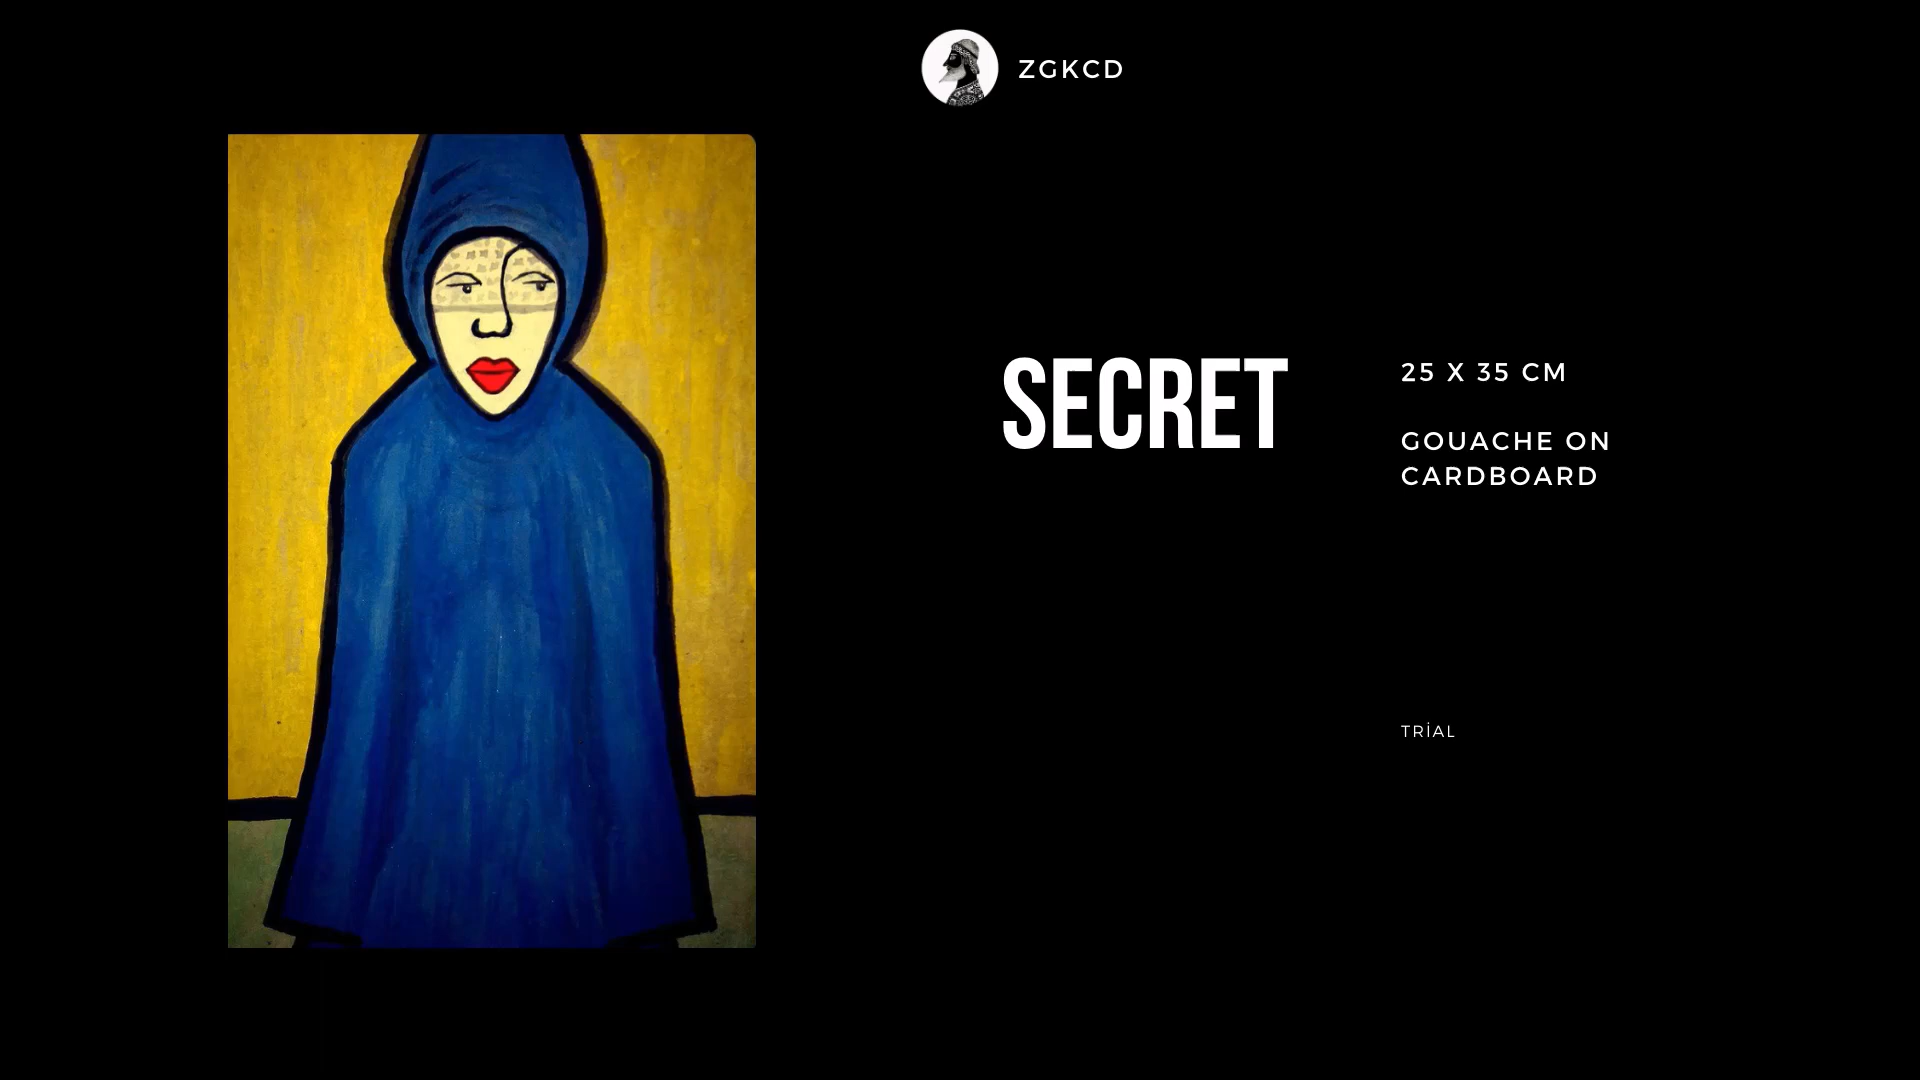 ZGKCD
SECRET
25 X 35 CM
GOUACHE ON
CARDBOARD
TRİAL